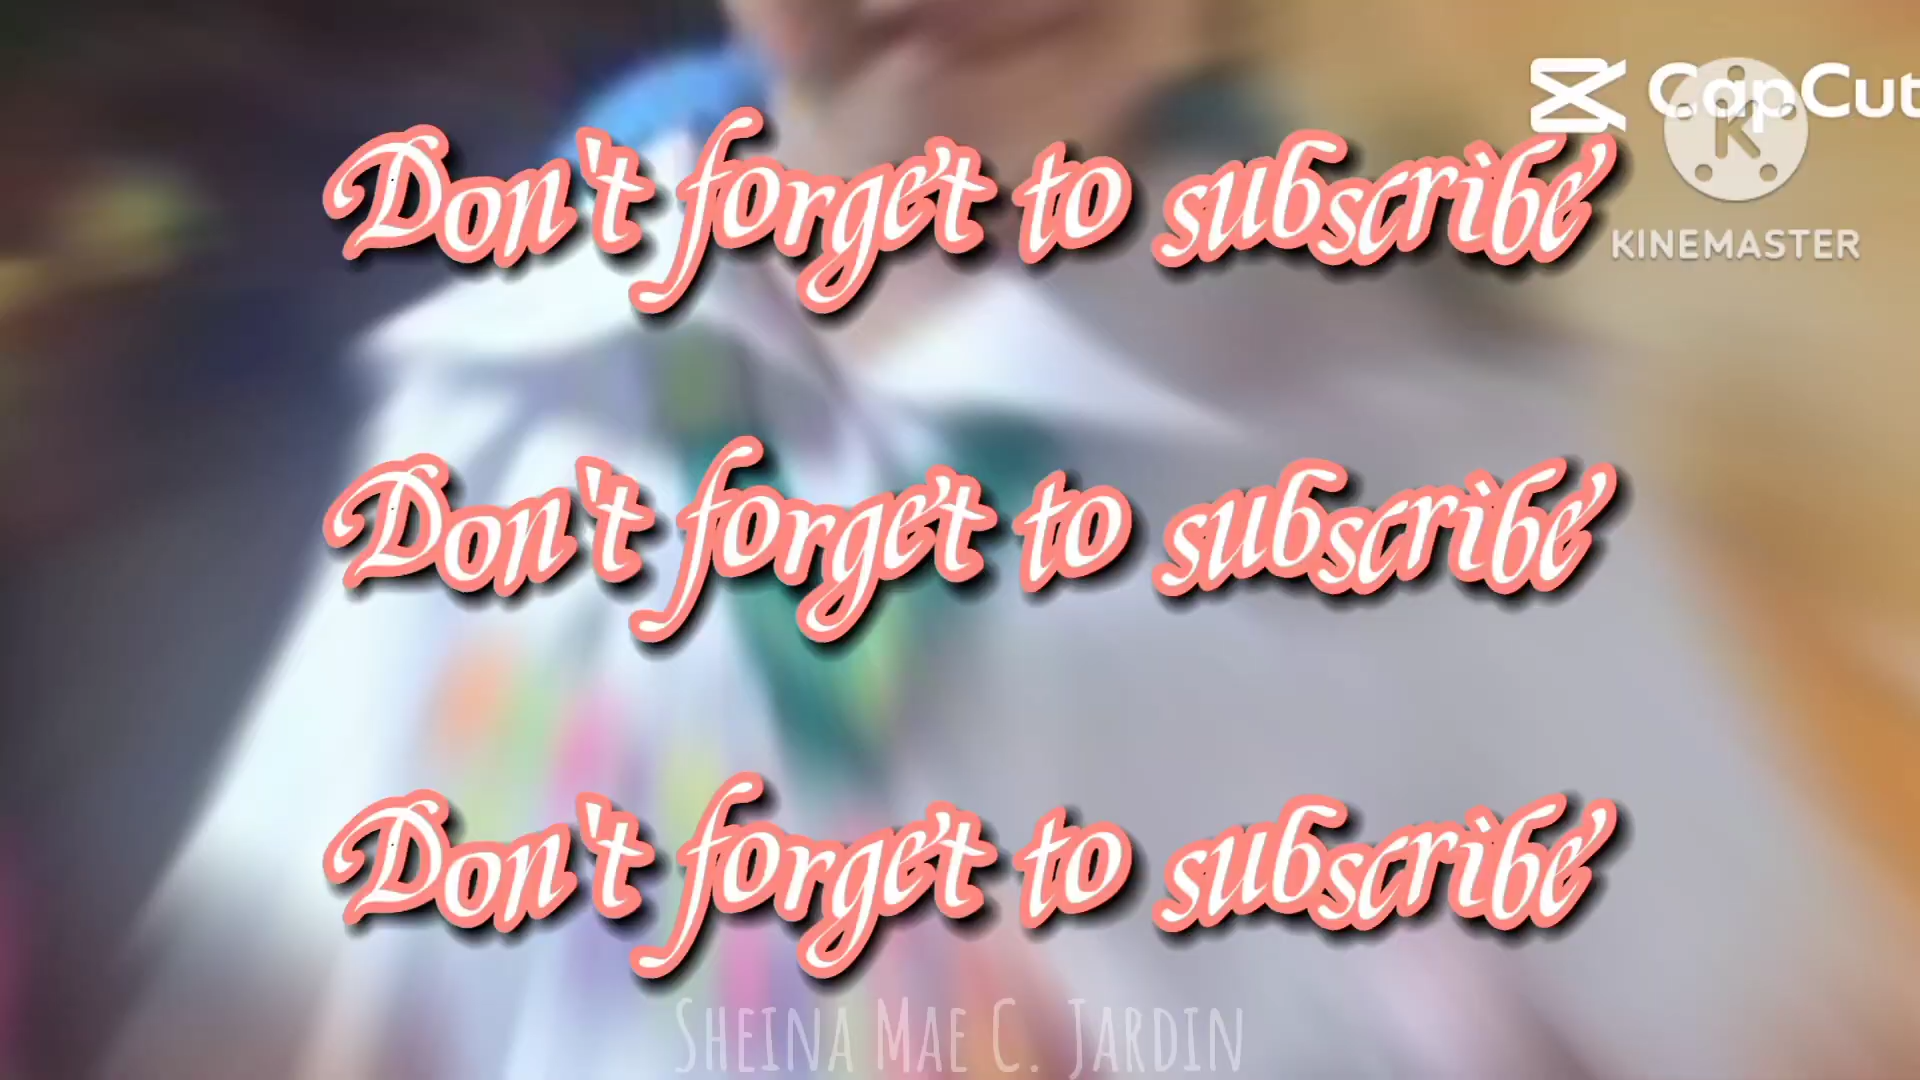 CapCut
K
KINEMASTER
Don't forget to subscribe
Don't forget to subscribe
Don't forget to subscribe
SHEINA MAE C. JARDIN